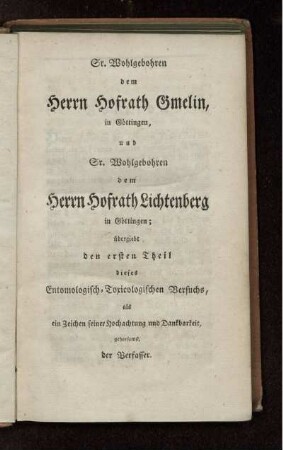 Sr. Wohlgebohren
dem
Herrn Hofrath Gmelin,
in Göttingen,
und
Sr. Wohlgebohren
dem
Herrn Hofrath Lichtenberg
in Göttingen;
übergiebt
den ersten Theil
dieses
Entomologisch-Toxicologischen Versuchs,
als
ein Zeichen seiner Hochachtung und Dankbarkeit,
gehorsamst
der Verfasser.